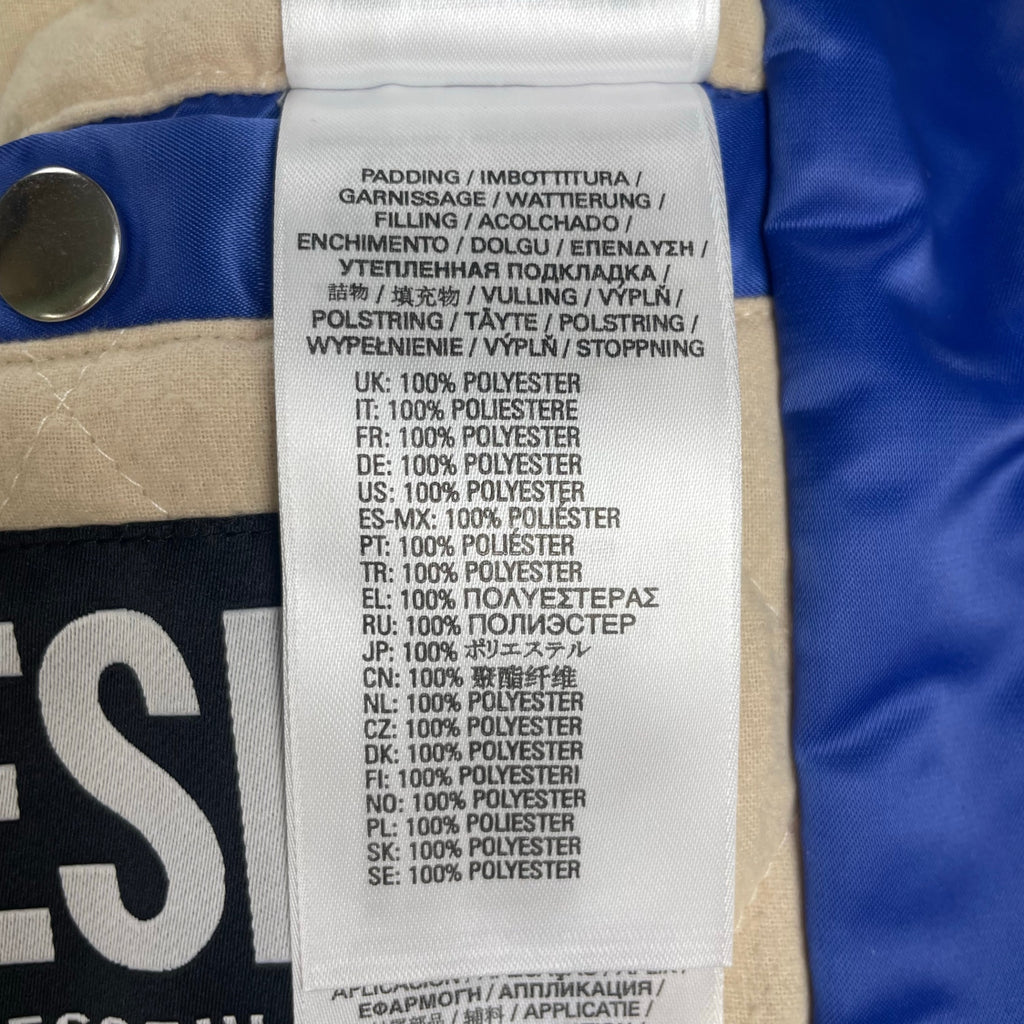 PADDING / IMBOTTITURA /
GARNISSAGE / WATTIERUNG /
FILLING / ACOLCHADO /
ENCHIMENTO / DOLGU / ΕΠΕΝΔΥΣΗ /
УТЕПЛЕННАЯ ПОДКЛАДКА /
詰物 / 填充物 / VULLING / VÝPLŇ /
POLSTRING / TÄYTE / POLSTRING /
WYPEŁNIENIE / VÝPLŇ / STOPPNING
UK: 100% POLYESTER
IT: 100% POLIESTERE
FR: 100% POLYESTER
DE: 100% POLYESTER
US: 100% POLYESTER
ES-MX: 100% POLIÉSTER
PT: 100% POLIÉSTER
TR: 100% POLYESTER
EL: 100% ΠΟΛΥΕΣΤΕΡΑΣ
RU: 100% ПОЛИЭСТЕР
JP: 100% ポリエステル
CN: 100% 聚酯纤维
NL: 100% POLYESTER
CZ: 100% POLYESTER
DK: 100% POLYESTER
FI: 100% POLYESTERI
NO: 100% POLYESTER
PL: 100% POLIESTER
SK: 100% POLYESTER
SE: 100% POLYESTER
ΕΦΑΡΜΟΓΗ / АППЛИКАЦИЯ /
/ 辅料 / APPLICATIE /
ESI